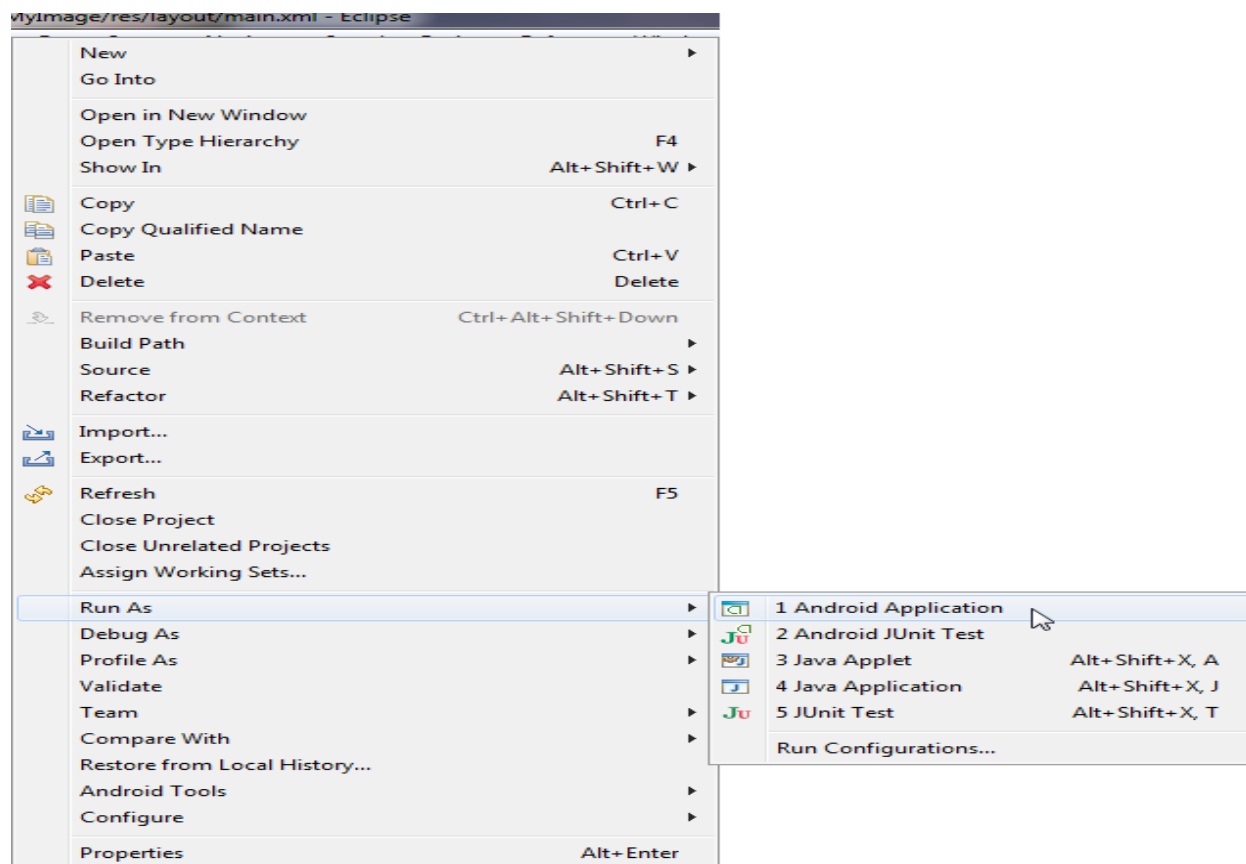 MyImage/res/layout/main.xml - Eclipse
New
Go Into
Open in New Window
Open Type Hierarchy F4
Show In Alt+Shift+W
Copy Ctrl+C
Copy Qualified Name
Paste Ctrl+V
Delete Delete
Remove from Context Ctrl+Alt+Shift+Down
Build Path
Source Alt+Shift+S
Refactor Alt+Shift+T
Import...
Export...
Refresh F5
Close Project
Close Unrelated Projects
Assign Working Sets...
Run As
Debug As
Profile As
Validate
Team
Compare With
Restore from Local History...
Android Tools
Configure
Properties Alt+Enter
1 Android Application
2 Android JUnit Test
3 Java Applet Alt+Shift+X, A
4 Java Application Alt+Shift+X, J
5 JUnit Test Alt+Shift+X, T
Run Configurations...